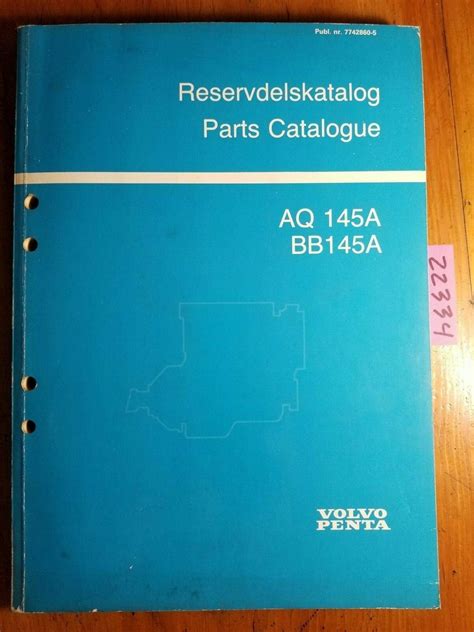 Publ. nr. 7742860-5
Reservdelskatalog
Parts Catalogue
AQ 145A
BB145A
22334
VOLVO
PENTA